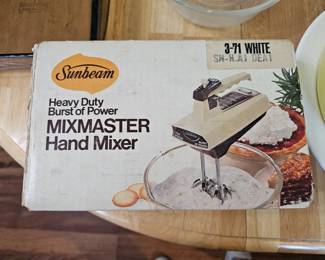 3-71 WHITE
Sunbeam
Heavy Duty
Burst of Power
MIXMASTER
Hand Mixer